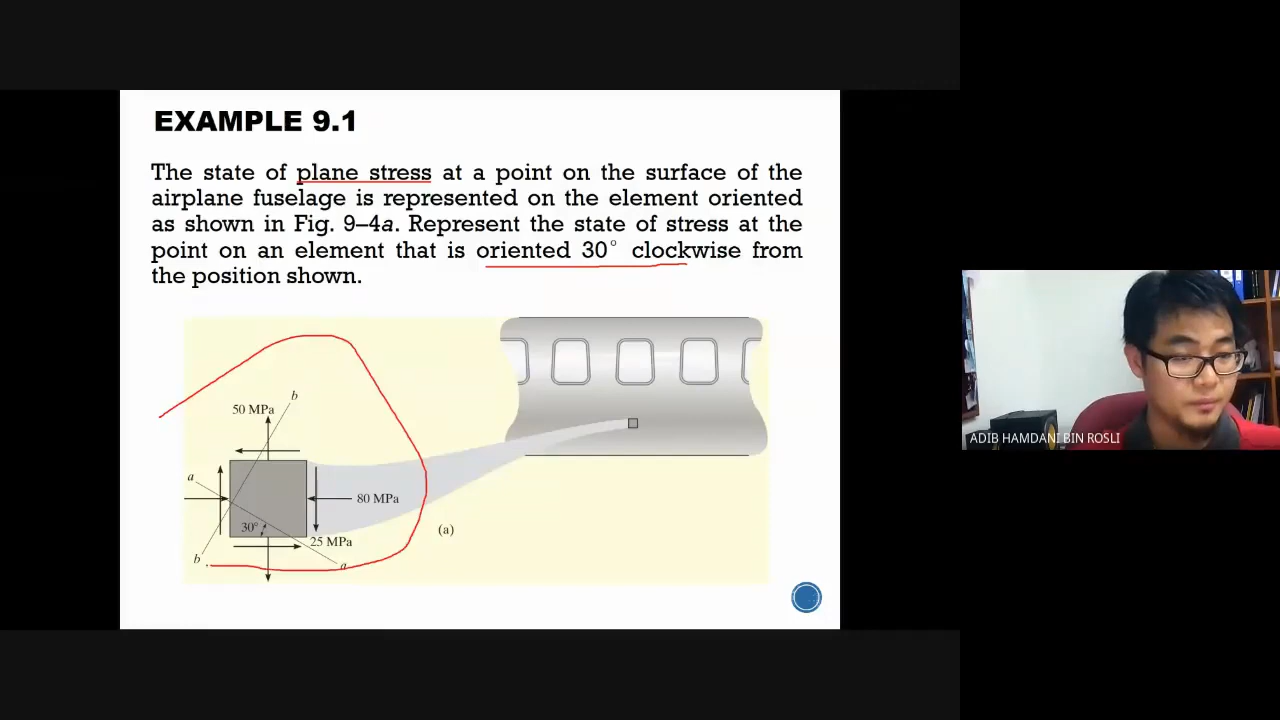 EXAMPLE 9.1
The state of plane stress at a point on the surface of the
airplane fuselage is represented on the element oriented
as shown in Fig. 9–4a. Represent the state of stress at the
point on an element that is oriented 30° clockwise from
the position shown.
b
50 MPa
a
80 MPa
30°
25 MPa
(a)
b
a
ADIB HAMDANI BIN ROSLI